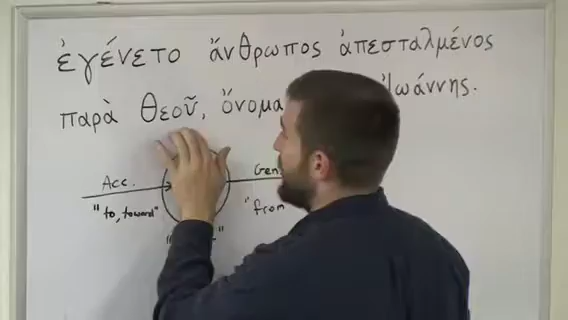 ἐγένετο ἄνθρωπος ἀπεσταλμένος
παρὰ Θεοῦ, ὄνομα Ἰωάννης.
Acc. Gen.
"to, toward" "from